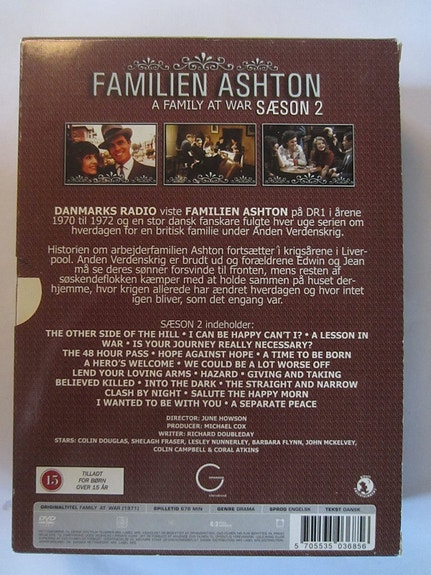 FAMILIEN ASHTON
A FAMILY AT WAR SÆSON 2
DANMARKS RADIO viste FAMILIEN ASHTON på DR1 i årene
1970 til 1972 og en stor dansk fanskare fulgte hver uge serien om
hverdagen for en britisk familie under Anden Verdenskrig.
Historien om arbejderfamilien Ashton fortsætter i krigsårene i Liver-
pool. Anden Verdenskrig er brudt ud og forældrene Edwin og Jean
må se deres sønner forsvinde til fronten, mens resten af
søskendeflokken kæmper med at holde sammen på huset der-
hjemme, hvor krigen allerede har ændret hverdagen og hvor intet
igen bliver, som det engang var.
SÆSON 2 indeholder:
THE OTHER SIDE OF THE HILL • I CAN BE HAPPY CAN'T I? • A LESSON IN
WAR • IS YOUR JOURNEY REALLY NECESSARY?
THE 48 HOUR PASS • HOPE AGAINST HOPE • A TIME TO BE BORN
A HERO'S WELCOME • WE COULD BE A LOT WORSE OFF
LEND YOUR LOVING ARMS • HAZARD • GIVING AND TAKING
BELIEVED KILLED • INTO THE DARK • THE STRAIGHT AND NARROW
CLASH BY NIGHT • SALUTE THE HAPPY MORN
I WANTED TO BE WITH YOU • A SEPARATE PEACE
DIRECTOR: JUNE HOWSON
PRODUCER: MICHAEL COX
WRITER: RICHARD DOUBLEDAY
STARS: COLIN DOUGLAS, SHELAGH FRASER, LESLEY NUNNERLEY, BARBARA FLYNN, JOHN MCKELVEY,
COLIN CAMPBELL & CORAL ATKINS
15
TILLADT
FOR BØRN
OVER 15 ÅR
G
ORIGINALTITEL FAMILY AT WAR (1971) SPILLETID 678 MIN GENRE DRAMA SPROG ENGELSK TEKST DANSK
DVD
5 705535 036856